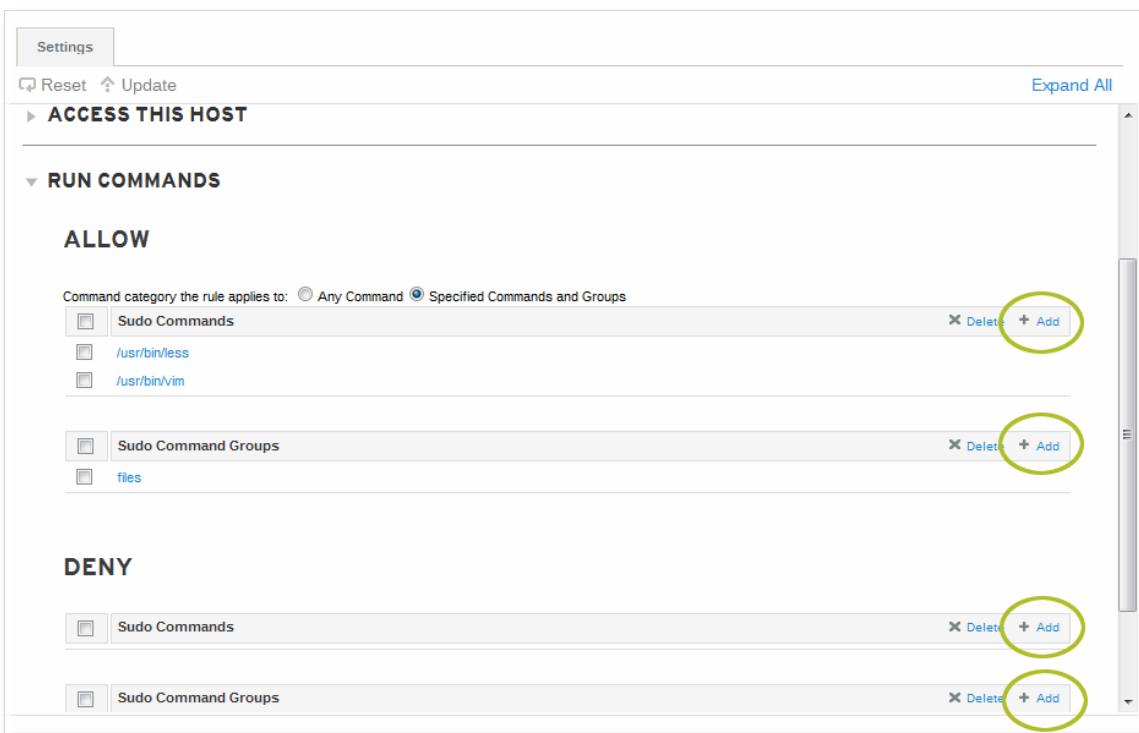 Settings
Reset Update Expand All
ACCESS THIS HOST
RUN COMMANDS
ALLOW
Command category the rule applies to: Any Command Specified Commands and Groups
Sudo Commands Delete + Add
/usr/bin/less
/usr/bin/vim
Sudo Command Groups Delete + Add
files
DENY
Sudo Commands Delete + Add
Sudo Command Groups Delete + Add